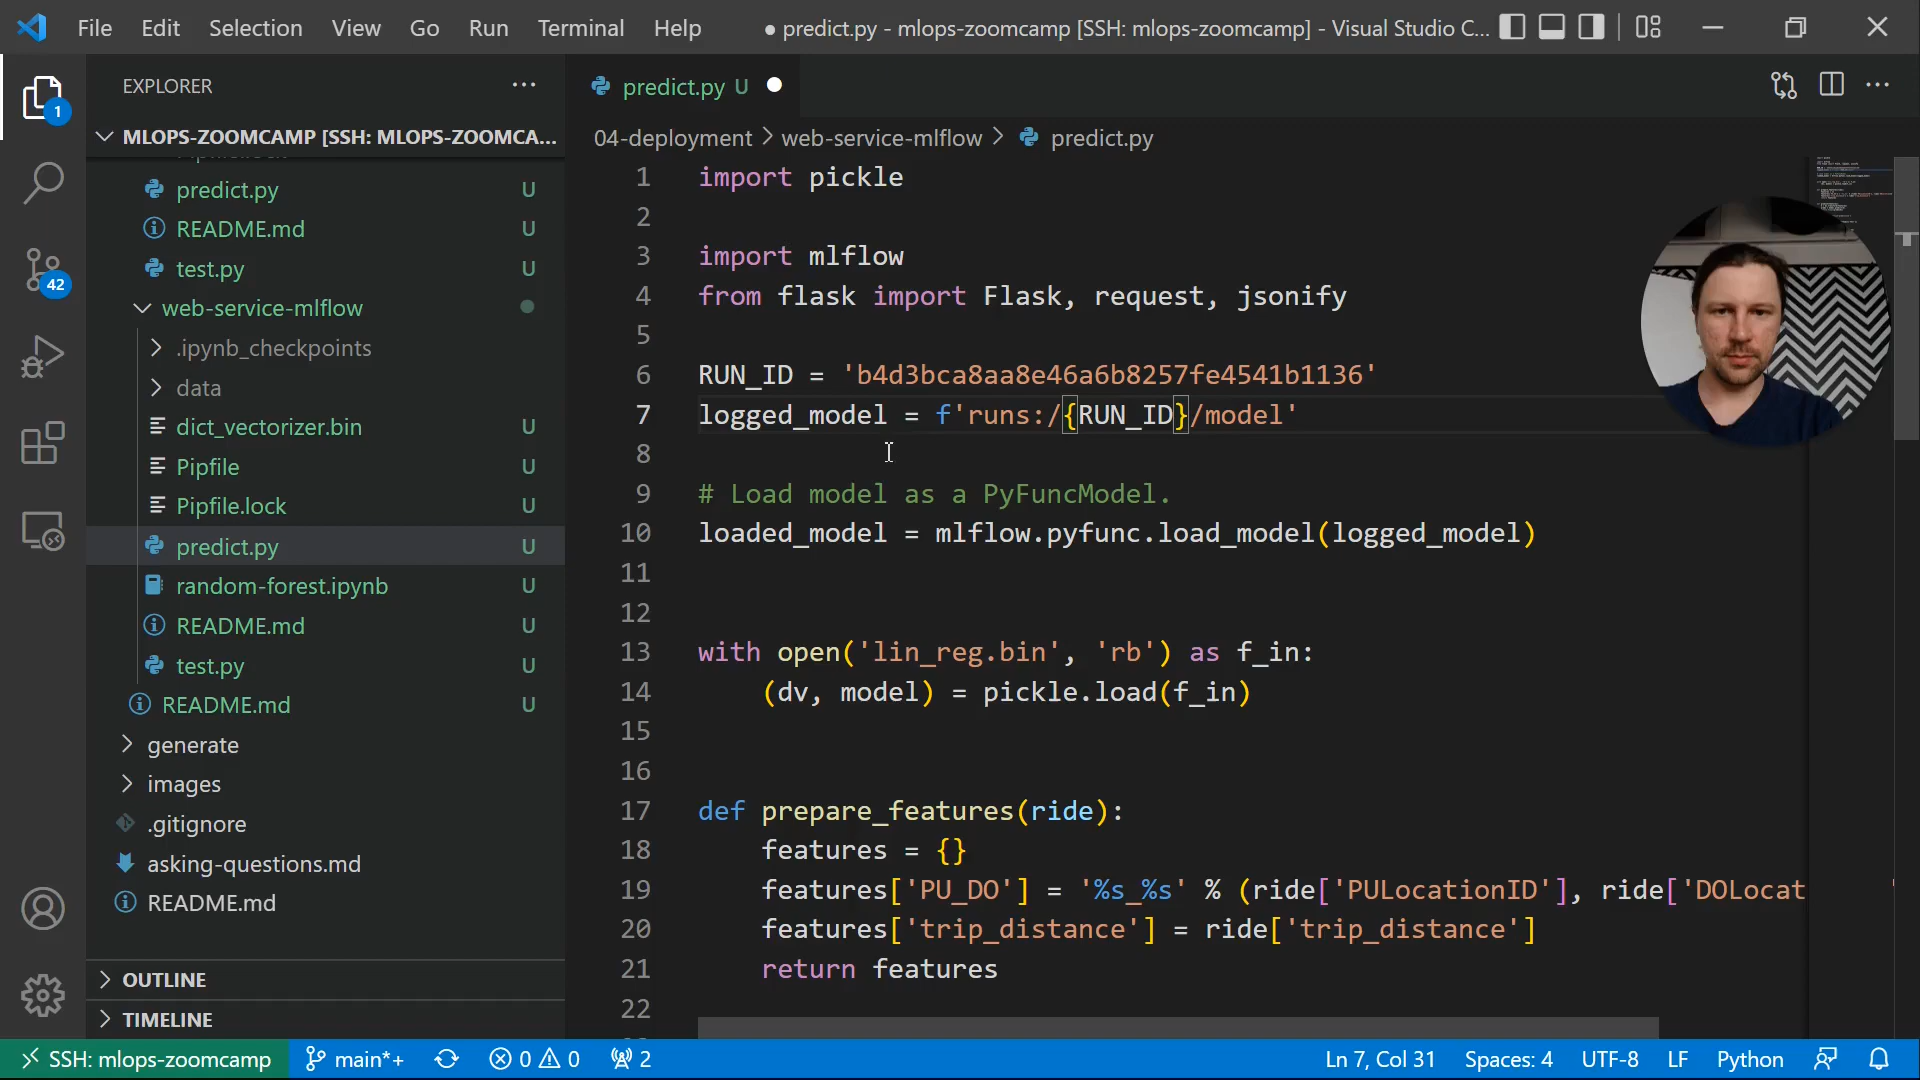 File Edit Selection View Go Run Terminal Help
● predict.py - mlops-zoomcamp [SSH: mlops-zoomcamp] - Visual Studio C...
EXPLORER
1
MLOPS-ZOOMCAMP [SSH: MLOPS-ZOOMCA...
predict.py U
README.md U
test.py U
42
web-service-mlflow
.ipynb_checkpoints
data
dict_vectorizer.bin U
Pipfile U
Pipfile.lock U
predict.py U
random-forest.ipynb U
README.md U
test.py U
README.md U
generate
images
.gitignore
asking-questions.md
README.md
OUTLINE
TIMELINE
predict.py U
04-deployment > web-service-mlflow > predict.py
1 import pickle
2
3 import mlflow
4 from flask import Flask, request, jsonify
5
6 RUN_ID = 'b4d3bca8aa8e46a6b8257fe4541b1136'
7 logged_model = f'runs:/{RUN_ID}/model'
8
9 # Load model as a PyFuncModel.
10 loaded_model = mlflow.pyfunc.load_model(logged_model)
11
12
13 with open('lin_reg.bin', 'rb') as f_in:
14     (dv, model) = pickle.load(f_in)
15
16
17 def prepare_features(ride):
18     features = {}
19     features['PU_DO'] = '%s_%s' % (ride['PULocationID'], ride['DOLocat
20     features['trip_distance'] = ride['trip_distance']
21     return features
22
SSH: mlops-zoomcamp main*+ 0 0 2 Ln 7, Col 31 Spaces: 4 UTF-8 LF Python